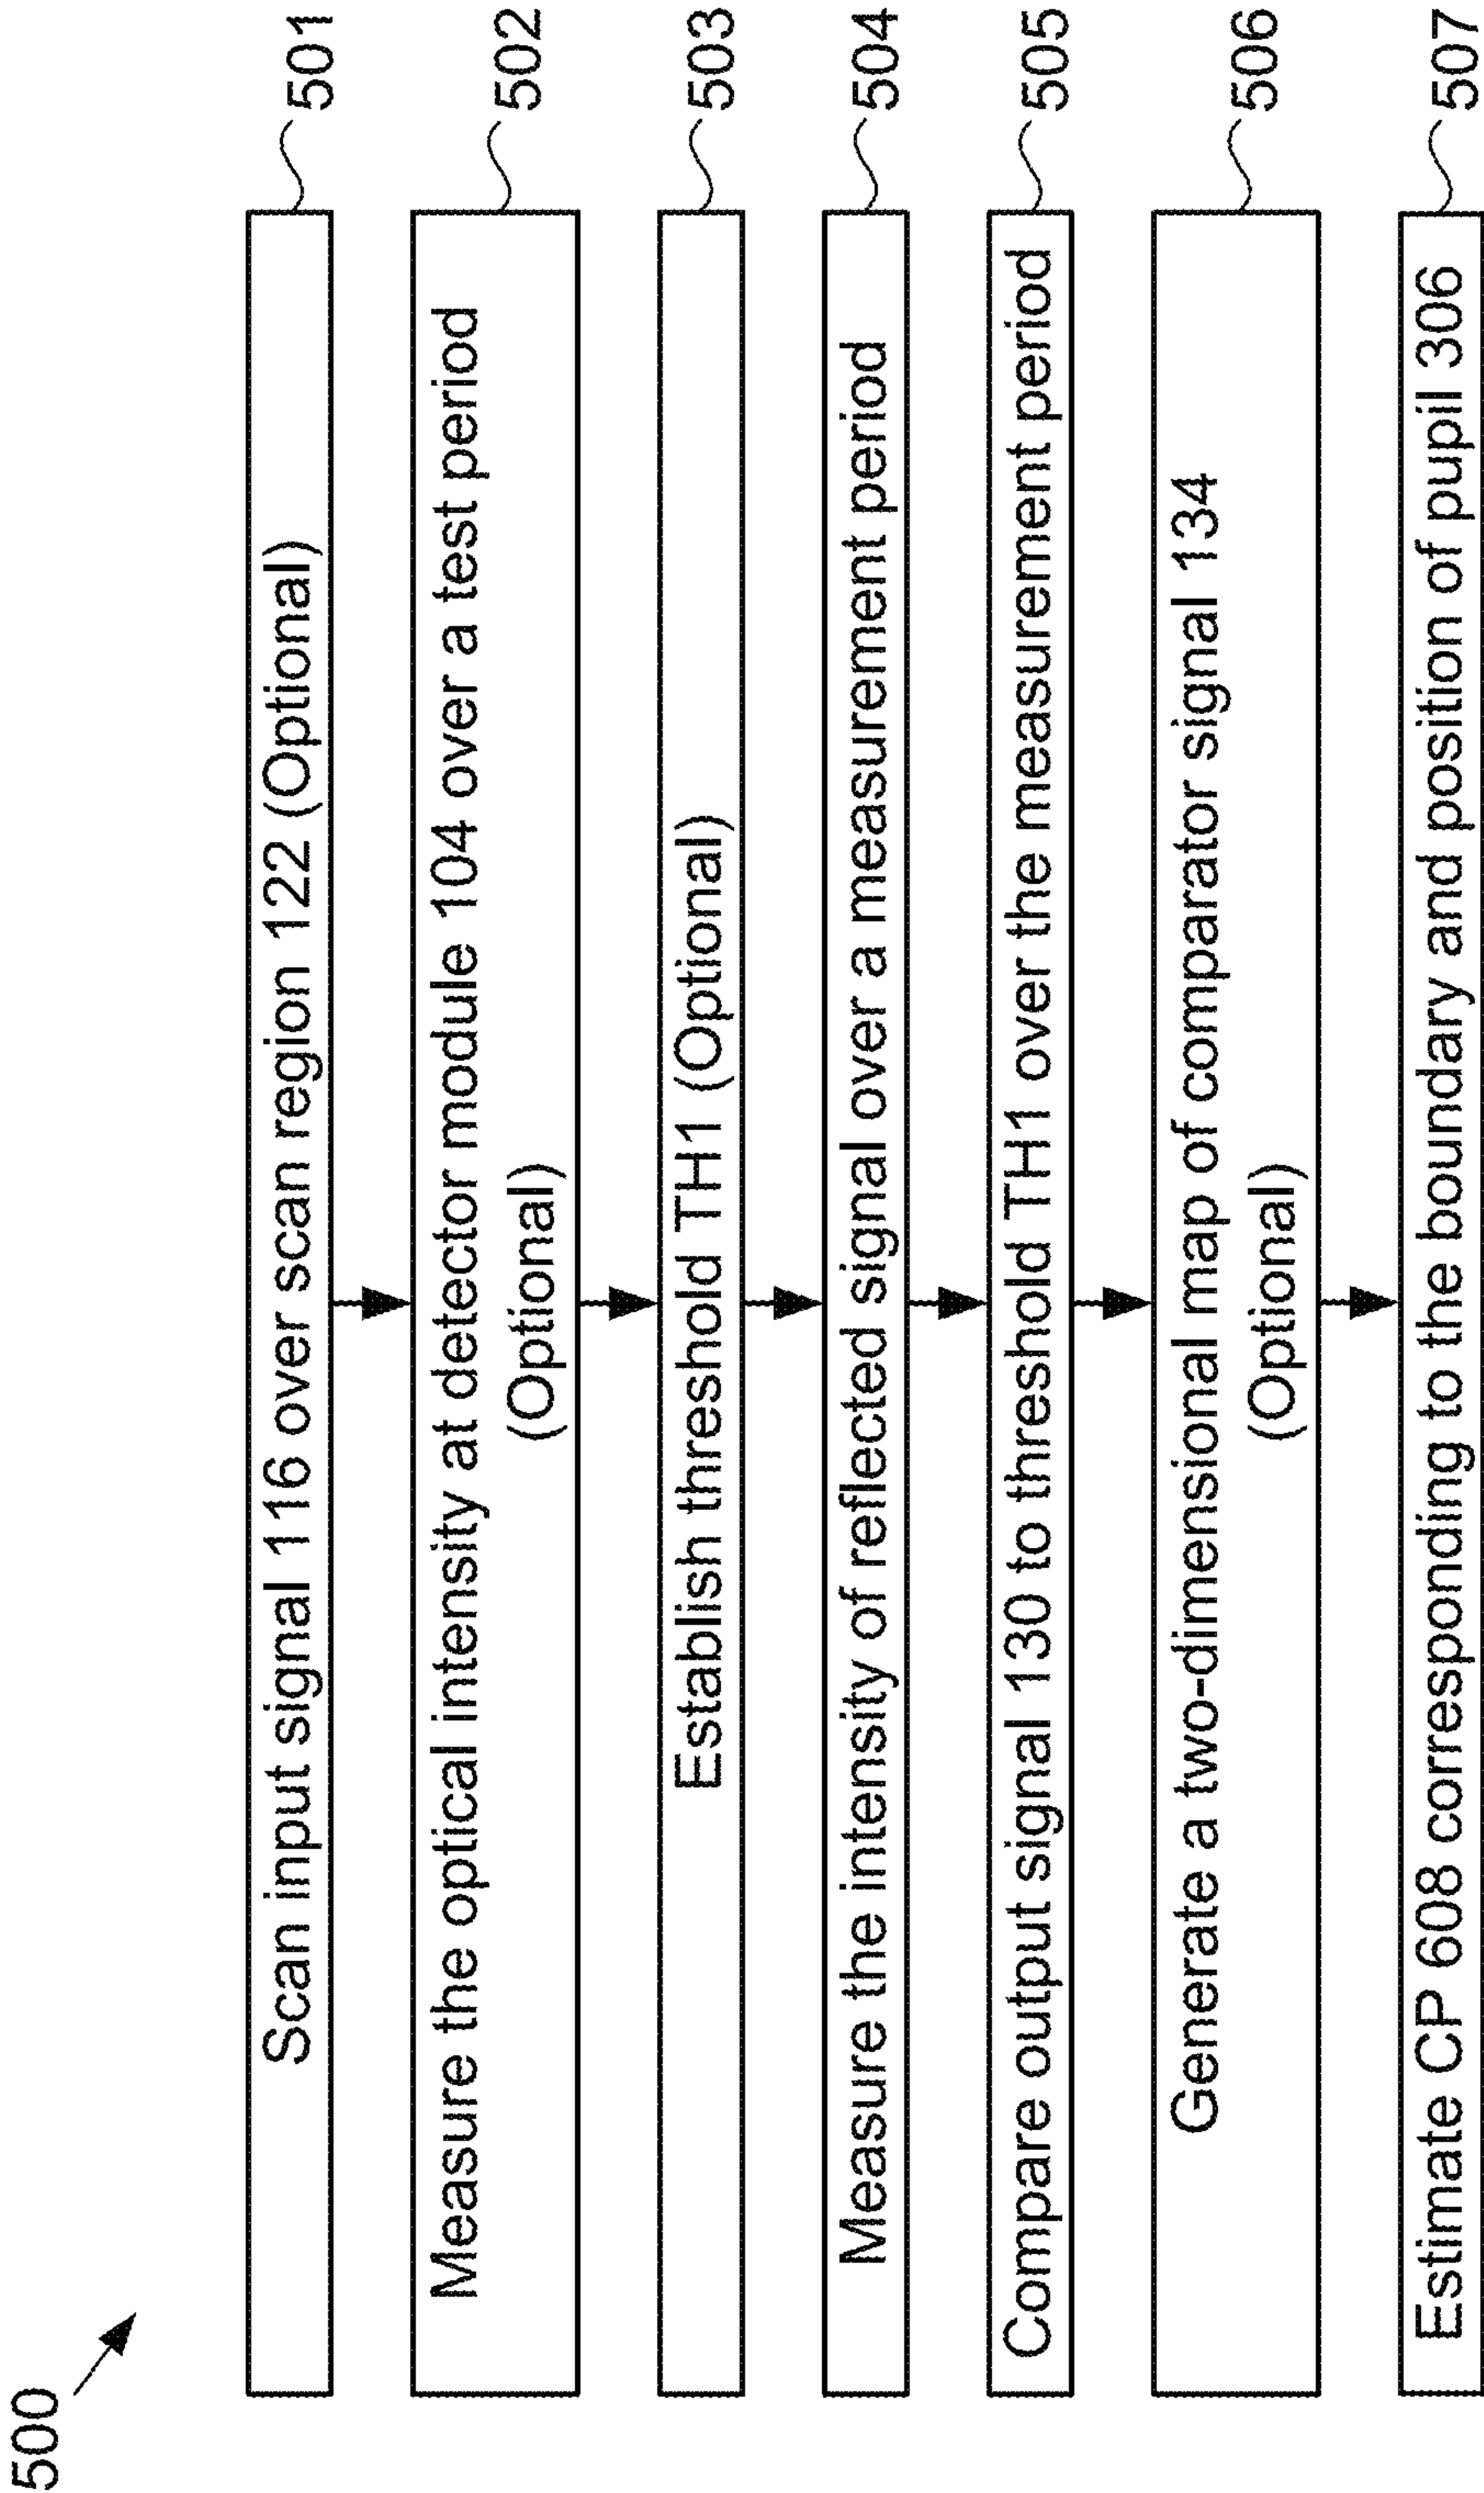 500
Scan input signal 116 over scan region 122 (Optional)
501
Measure the optical intensity at detector module 104 over a test period
(Optional)
502
Establish threshold TH1 (Optional)
503
Measure the intensity of reflected signal over a measurement period
504
Compare output signal 130 to threshold TH1 over the measurement period
505
Generate a two-dimensional map of comparator signal 134
(Optional)
506
Estimate CP 608 corresponding to the boundary and position of pupil 306
507